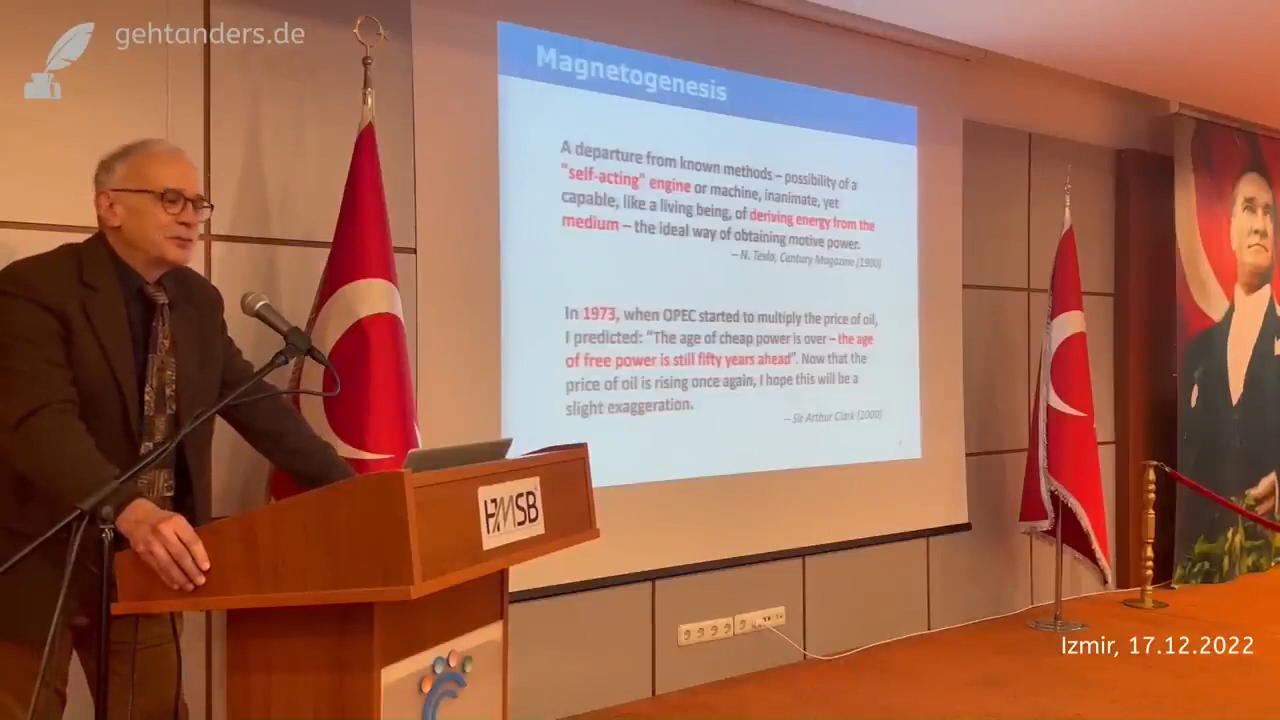 gehtanders.de
Magnetogenesis
A departure from known methods – possibility of a
"self-acting" engine or machine, inanimate, yet
capable, like a living being, of deriving energy from the
medium – the ideal way of obtaining motive power.
– N. Tesla, Century Magazine (1900)
In 1973, when OPEC started to multiply the price of oil,
I predicted: "The age of cheap power is over – the age
of free power is still fifty years ahead". Now that the
price of oil is rising once again, I hope this will be a
slight exaggeration.
– Sir Arthur Clark (2000)
HMSB
Izmir, 17.12.2022